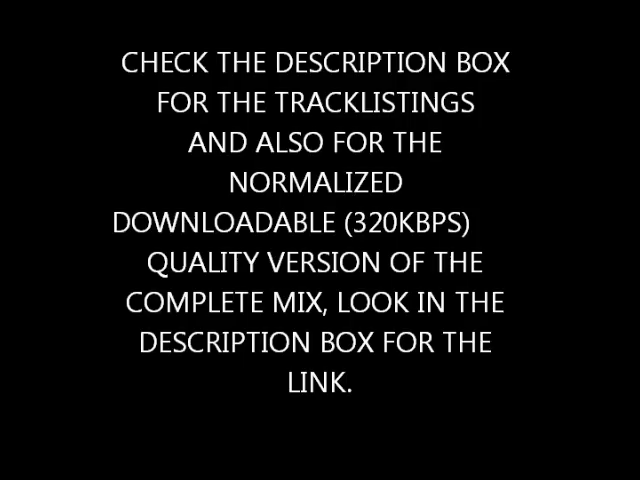 CHECK THE DESCRIPTION BOX
FOR THE TRACKLISTINGS
AND ALSO FOR THE
NORMALIZED
DOWNLOADABLE (320KBPS)
QUALITY VERSION OF THE
COMPLETE MIX, LOOK IN THE
DESCRIPTION BOX FOR THE
LINK.